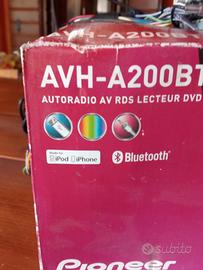 AVH-A200BT
AUTORADIO AV RDS LECTEUR DVD
Made for
iPod iPhone
Bluetooth®
Pioneer
subito